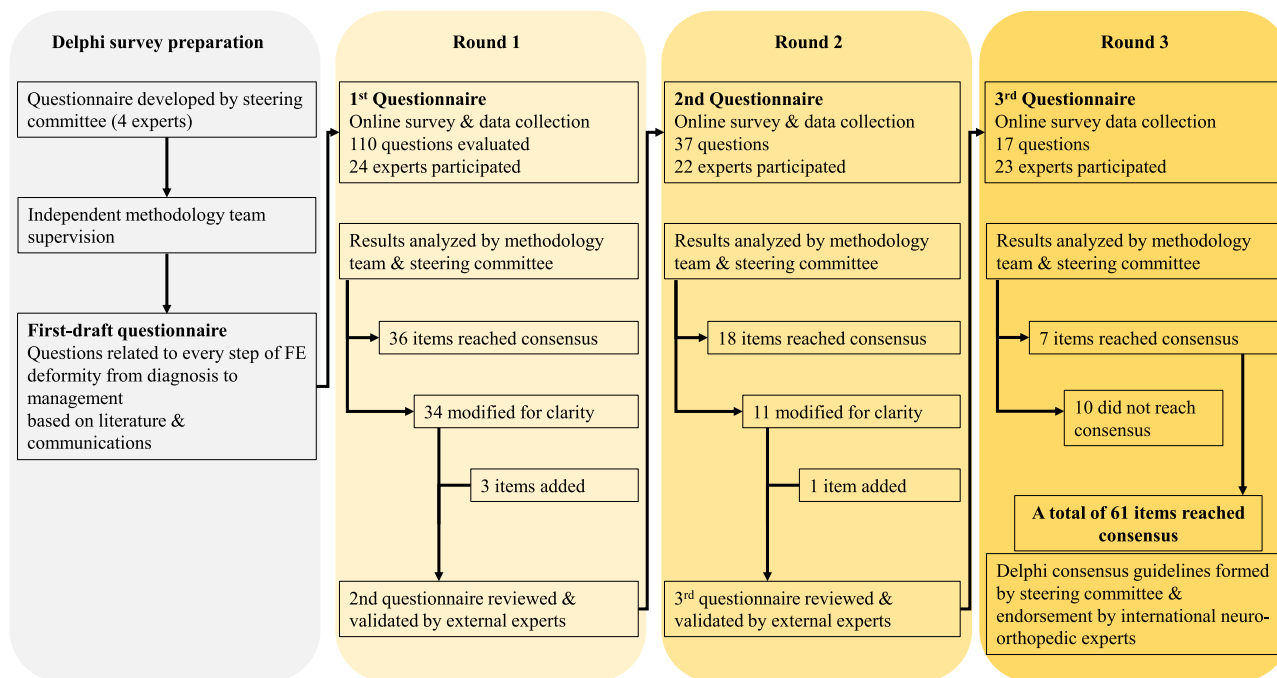 Delphi survey preparation
Questionnaire developed by steering
committee (4 experts)
Independent methodology team
supervision
First-draft questionnaire
Questions related to every step of FE
deformity from diagnosis to
management
based on literature &
communications
Round 1
1st Questionnaire
Online survey & data collection
110 questions evaluated
24 experts participated
Results analyzed by methodology
team & steering committee
36 items reached consensus
34 modified for clarity
3 items added
2nd questionnaire reviewed &
validated by external experts
Round 2
2nd Questionnaire
Online survey & data collection
37 questions
22 experts participated
Results analyzed by methodology
team & steering committee
18 items reached consensus
11 modified for clarity
1 item added
3rd questionnaire reviewed &
validated by external experts
Round 3
3rd Questionnaire
Online survey data collection
17 questions
23 experts participated
Results analyzed by methodology
team & steering committee
7 items reached consensus
10 did not reach
consensus
A total of 61 items reached
consensus
Delphi consensus guidelines formed
by steering committee &
endorsement by international neuro-
orthopedic experts